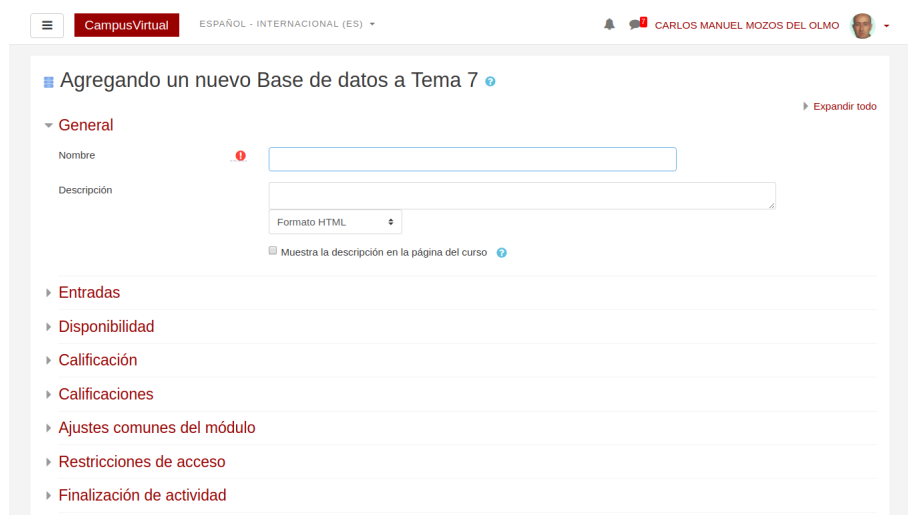 CampusVirtual ESPAÑOL - INTERNACIONAL (ES) 7 CARLOS MANUEL MOZOS DEL OLMO
Agregando un nuevo Base de datos a Tema 7
Expandir todo
General
Nombre
Descripción
Formato HTML
Muestra la descripción en la página del curso
Entradas
Disponibilidad
Calificación
Calificaciones
Ajustes comunes del módulo
Restricciones de acceso
Finalización de actividad